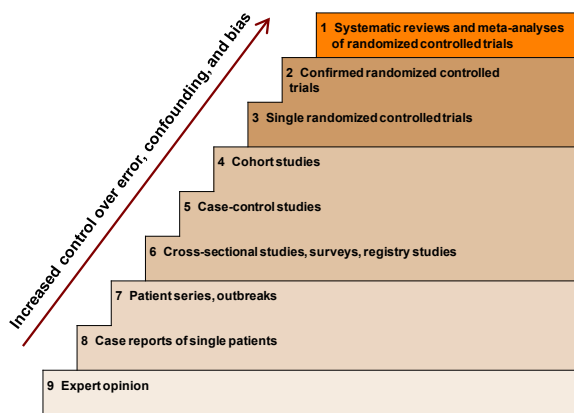 1 Systematic reviews and meta-analyses
of randomized controlled trials
2 Confirmed randomized controlled
trials
3 Single randomized controlled trials
4 Cohort studies
5 Case-control studies
6 Cross-sectional studies, surveys, registry studies
7 Patient series, outbreaks
8 Case reports of single patients
9 Expert opinion
Increased control over error, confounding, and bias